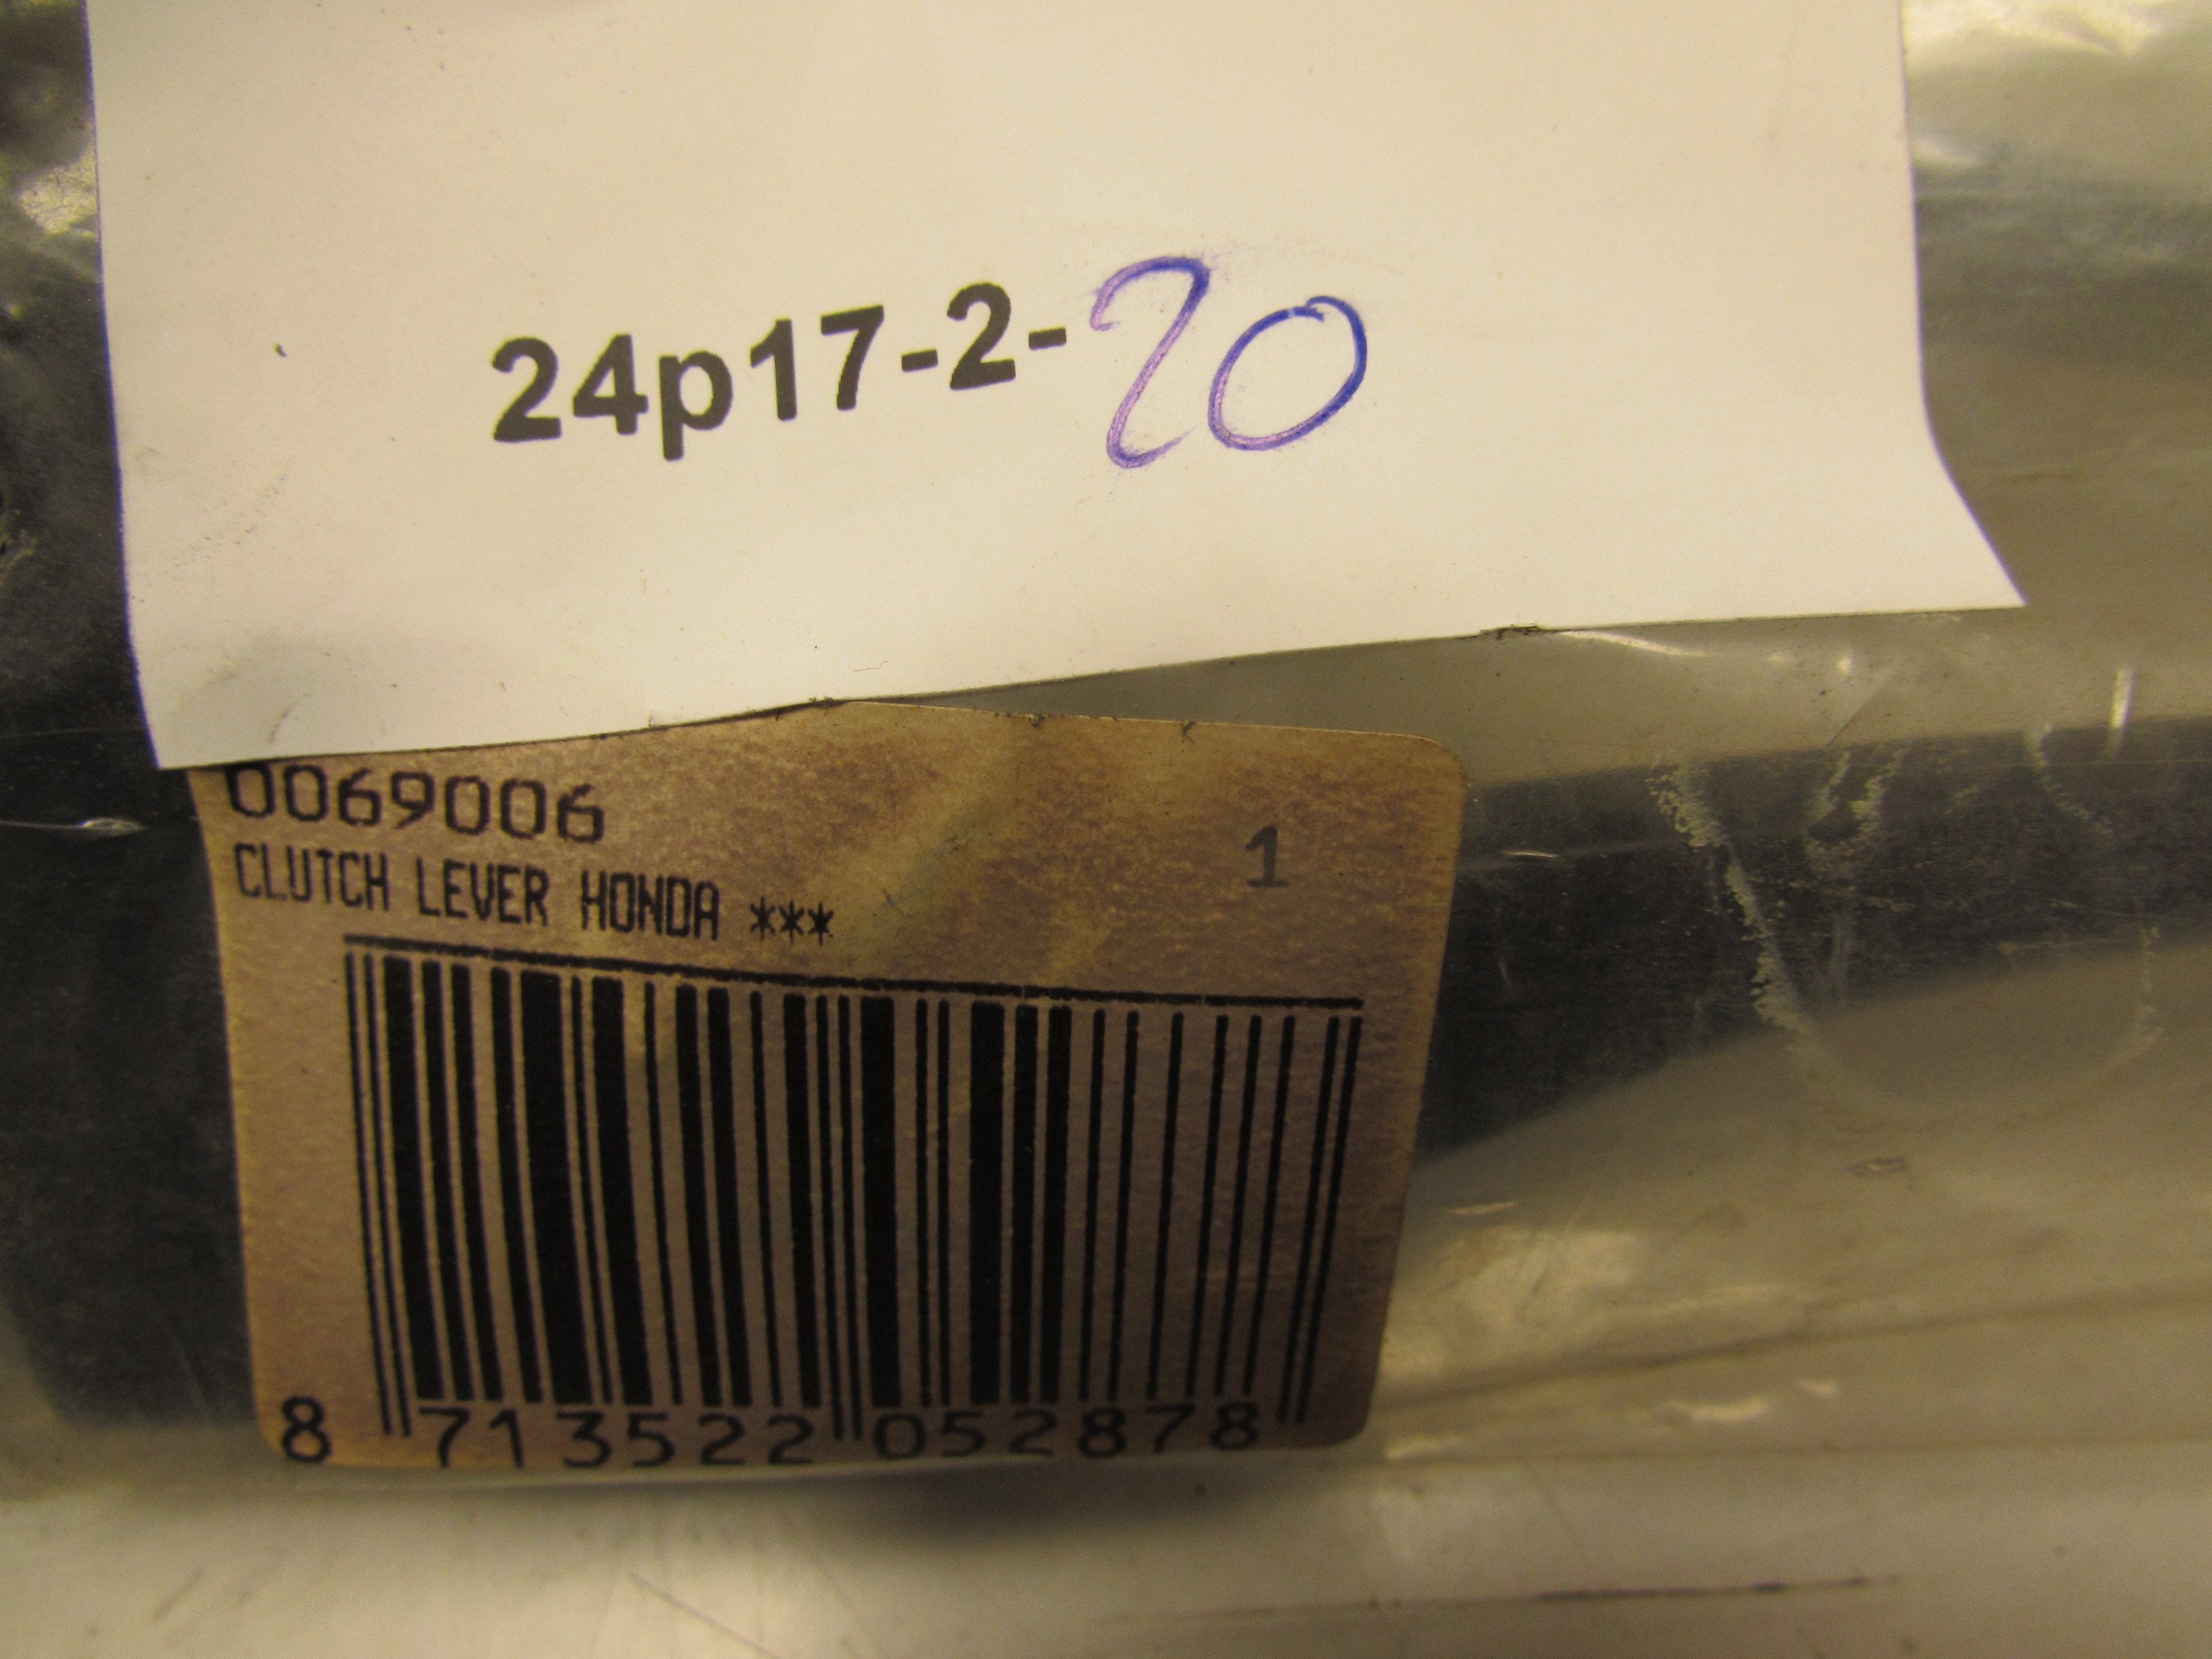 24p17-2-20
0069006
1
CLUTCH LEVER HONDA ***
8 713522 052878